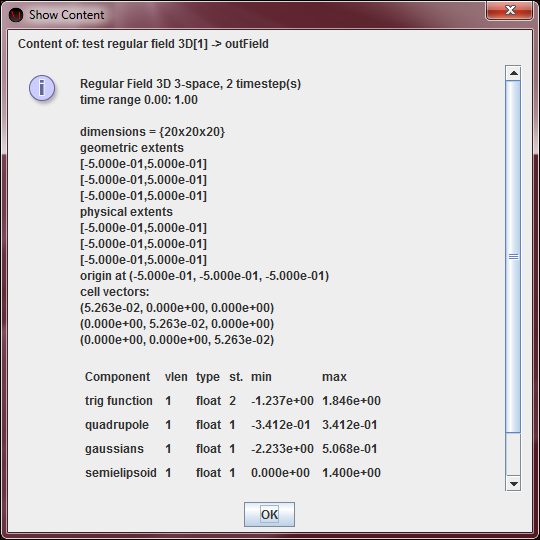 Show Content
Content of: test regular field 3D[1] -> outField
Regular Field 3D 3-space, 2 timestep(s)
time range 0.00: 1.00
dimensions = {20x20x20}
geometric extents
[-5.000e-01,5.000e-01]
[-5.000e-01,5.000e-01]
[-5.000e-01,5.000e-01]
physical extents
[-5.000e-01,5.000e-01]
[-5.000e-01,5.000e-01]
[-5.000e-01,5.000e-01]
origin at (-5.000e-01, -5.000e-01, -5.000e-01)
cell vectors:
(5.263e-02, 0.000e+00, 0.000e+00)
(0.000e+00, 5.263e-02, 0.000e+00)
(0.000e+00, 0.000e+00, 5.263e-02)
Component vlen type st. min max
trig function 1 float 2 -1.237e+00 1.846e+00
quadrupole 1 float 1 -3.412e-01 3.412e-01
gaussians 1 float 1 -2.233e+00 5.068e-01
semielipsoid 1 float 1 0.000e+00 1.400e+00
OK